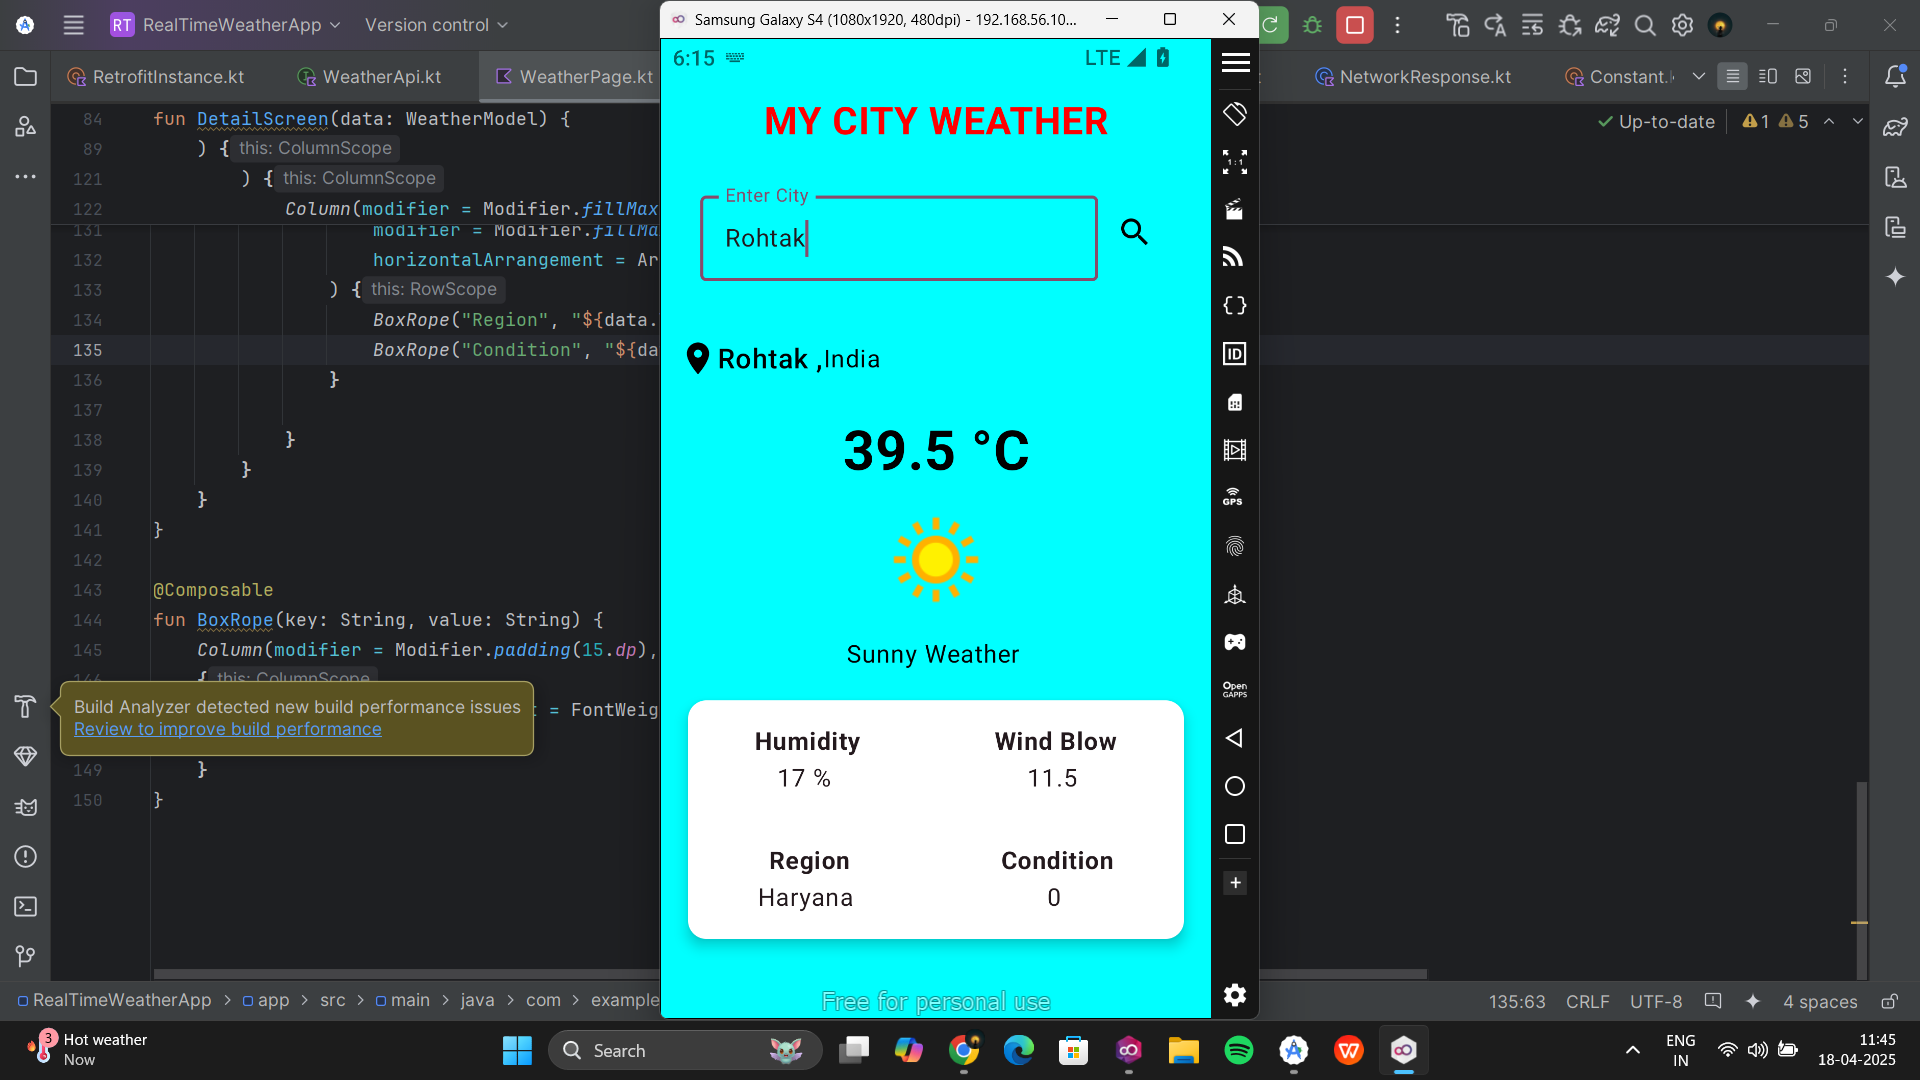 RT RealTimeWeatherApp Version control
Samsung Galaxy S4 (1080x1920, 480dpi) - 192.168.56.10...
RetrofitInstance.kt WeatherApi.kt WeatherPage.kt NetworkResponse.kt Constant.
84 fun DetailScreen(data: WeatherModel) {
Up-to-date 1 5
89 ) { this: ColumnScope
121 ) { this: ColumnScope
122 Column(modifier = Modifier.fillMax
131 modifier = Modifier.fillMa
132 horizontalArrangement = Ar
133 ) { this: RowScope
134 BoxRope("Region", "${data.
135 BoxRope("Condition", "${da
136 }
137
138 }
139 }
140 }
141 }
142
143 @Composable
144 fun BoxRope(key: String, value: String) {
145 Column(modifier = Modifier.padding(15.dp),
146 { this: ColumnScope
Build Analyzer detected new build performance issues
Review to improve build performance
t = FontWeig
149 }
150 }
6:15 LTE
MY CITY WEATHER
Enter City
Rohtak
Rohtak ,India
39.5 °C
Sunny Weather
Humidity Wind Blow
17 % 11.5
Region Condition
Haryana 0
Free for personal use
1:1
ID
GPS
Open
GAPPS
RealTimeWeatherApp > app > src > main > java > com > example
135:63 CRLF UTF-8 4 spaces
3
Hot weather
Now
Search
ENG
IN
11:45
18-04-2025